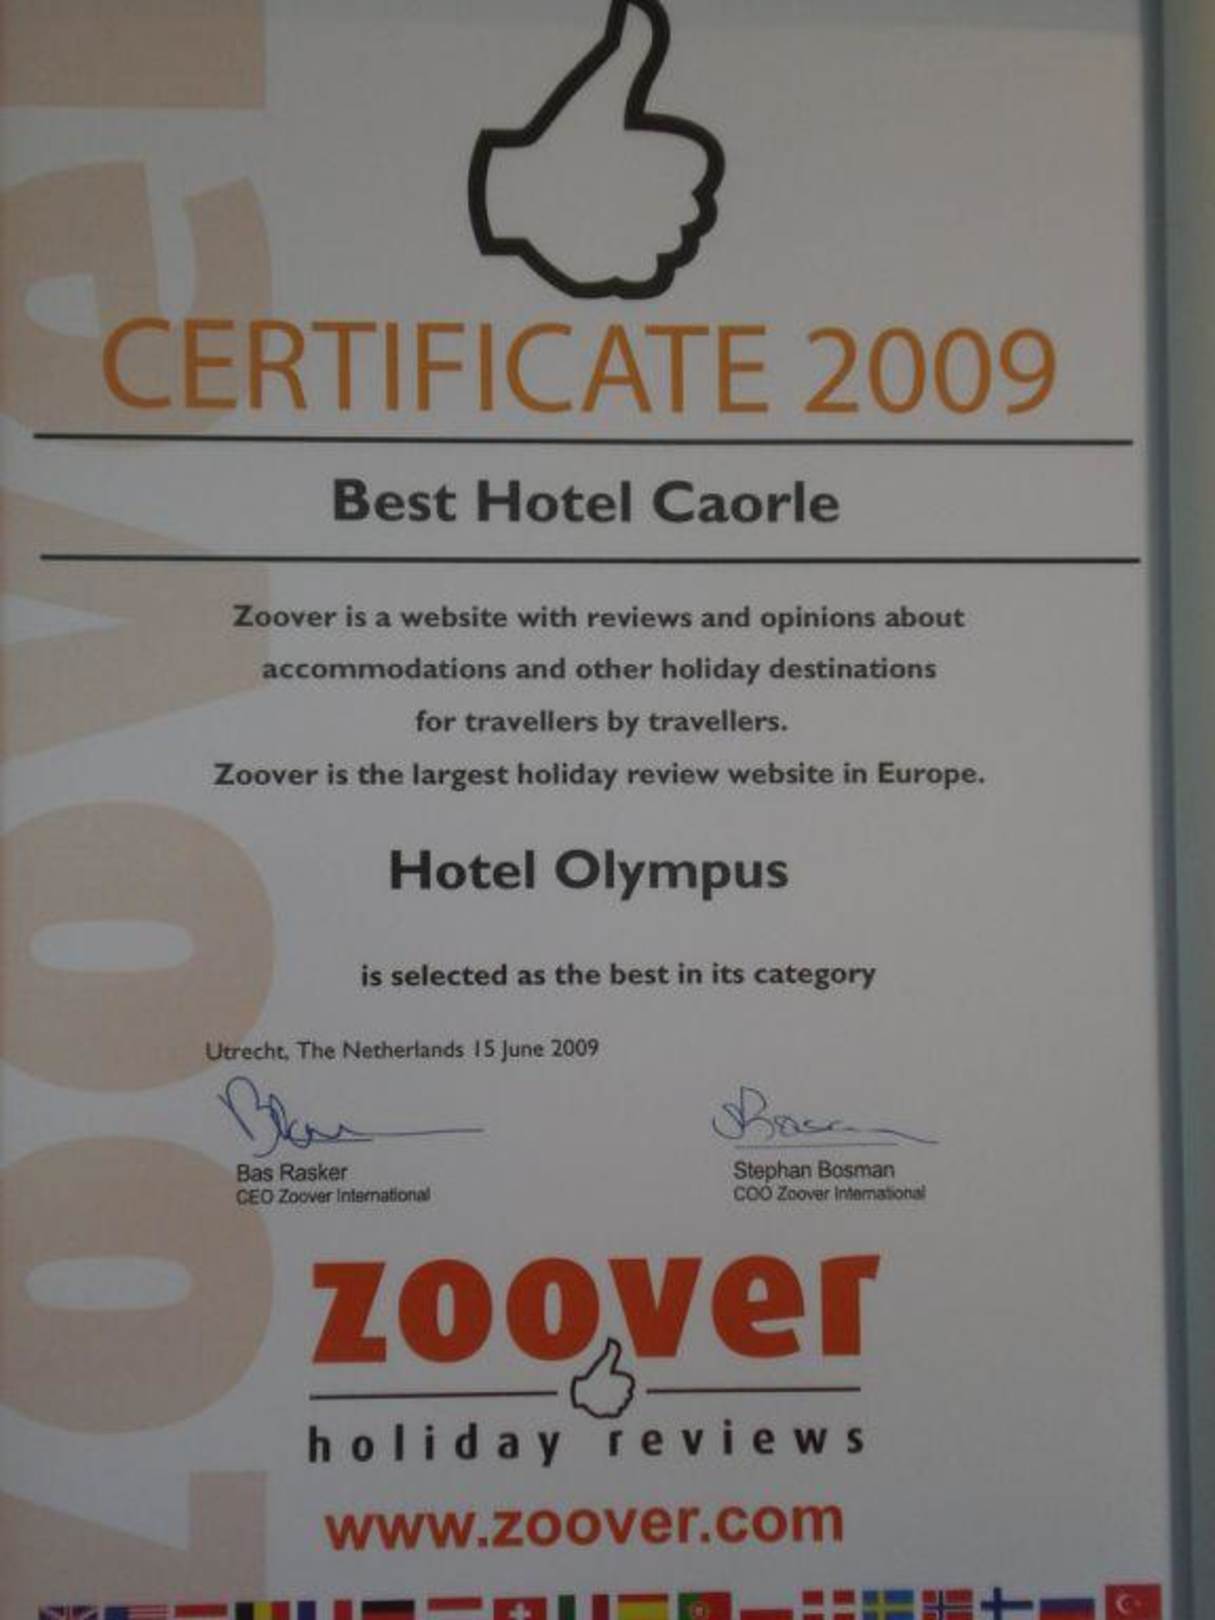 CERTIFICATE 2009
Best Hotel Caorle
Zoover is a website with reviews and opinions about
accommodations and other holiday destinations
for travellers by travellers.
Zoover is the largest holiday review website in Europe.
Hotel Olympus
is selected as the best in its category
Utrecht, The Netherlands 15 June 2009
Bas Rasker
CEO Zoover International
Stephan Bosman
COO Zoover International
zoover
holiday reviews
www.zoover.com
zoover